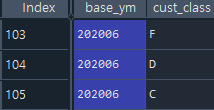 Index base_ym cust_class
103 202006 F
104 202006 D
105 202006 C